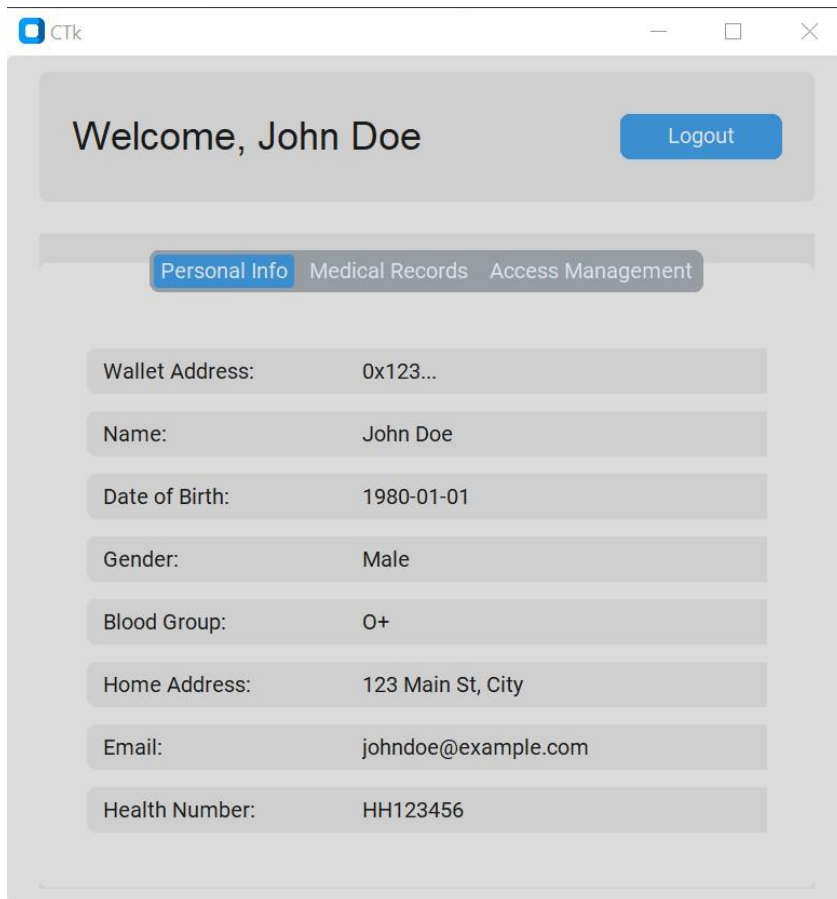 CTk
Welcome, John Doe
Logout
Personal Info Medical Records Access Management
Wallet Address: 0x123...
Name: John Doe
Date of Birth: 1980-01-01
Gender: Male
Blood Group: O+
Home Address: 123 Main St, City
Email: johndoe@example.com
Health Number: HH123456